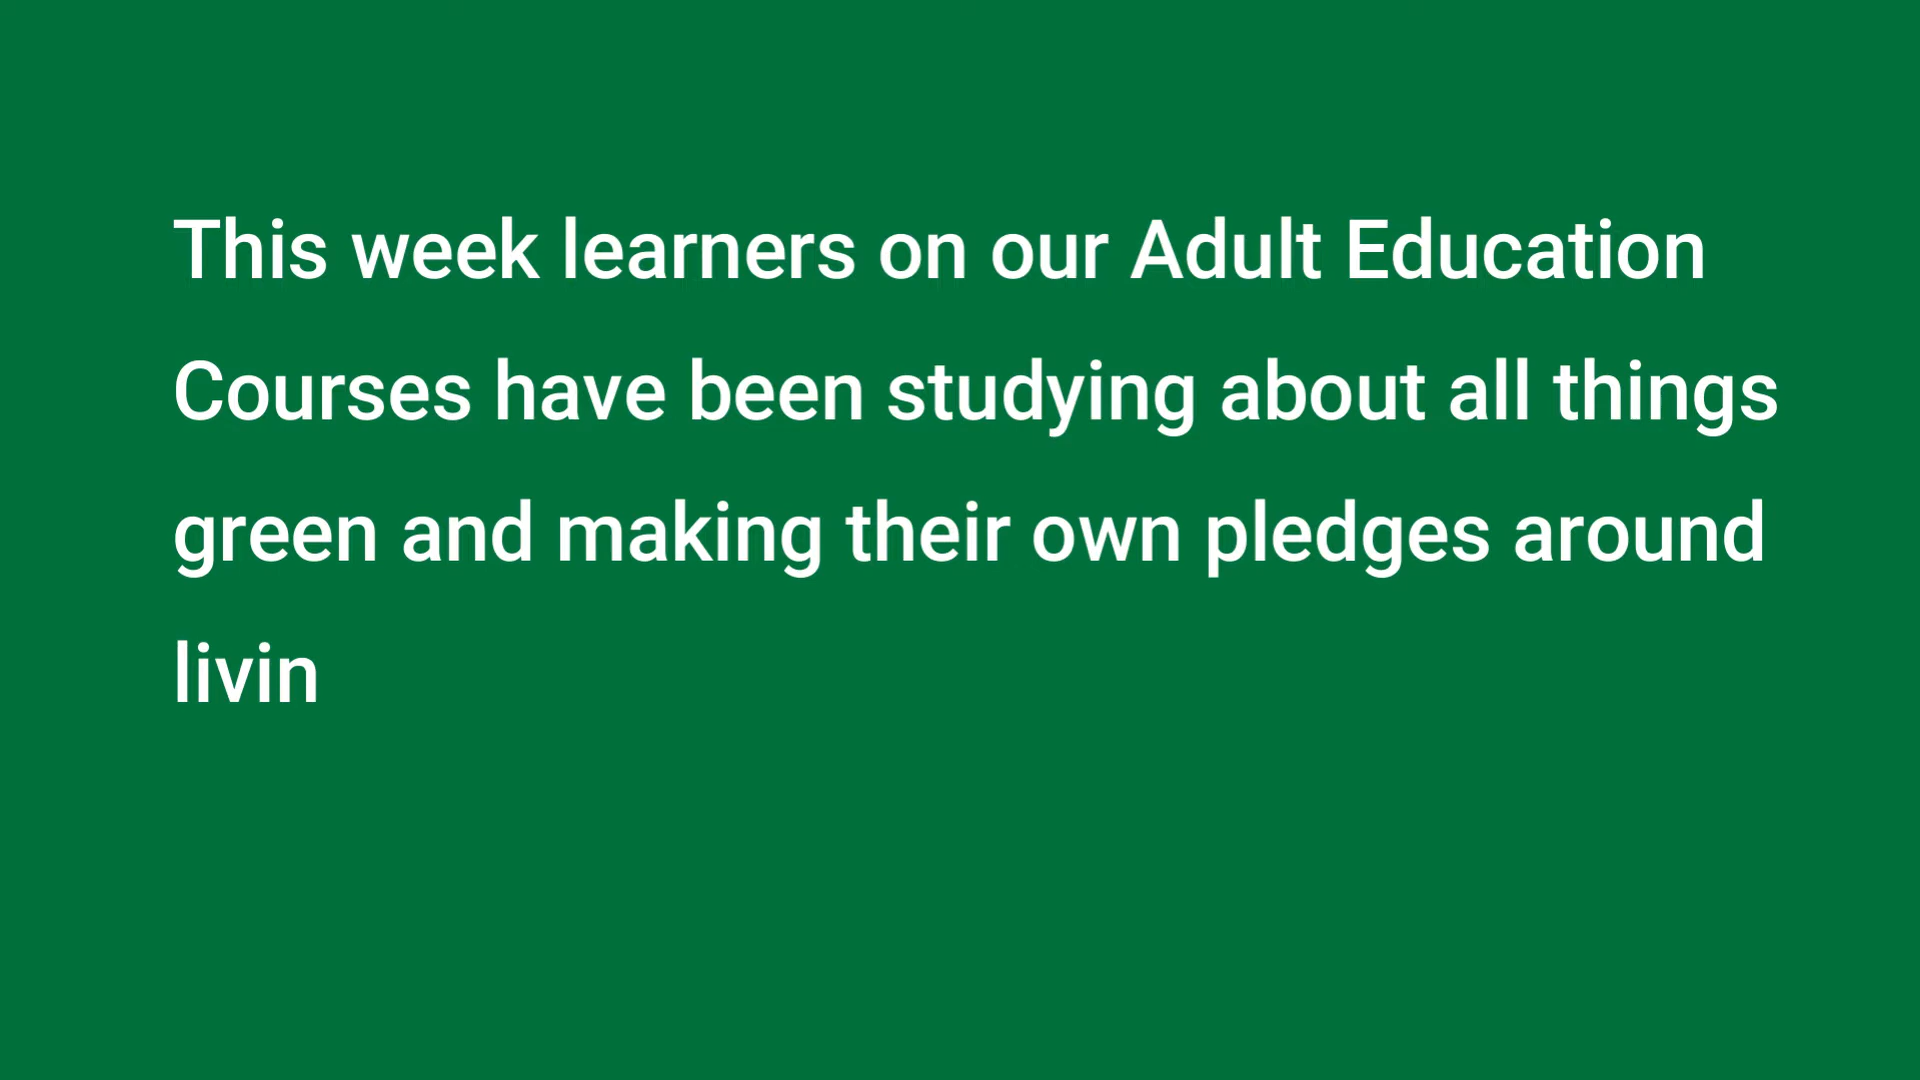 This week learners on our Adult Education
Courses have been studying about all things
green and making their own pledges around
livin